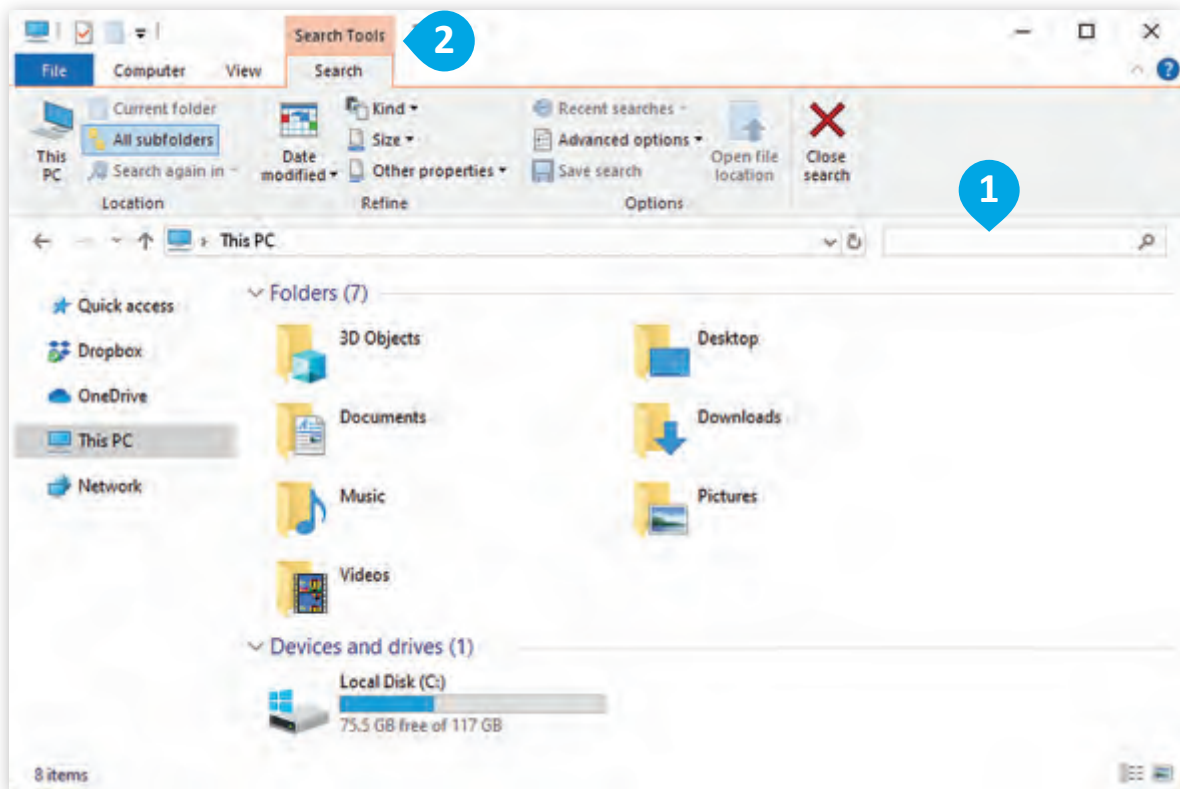 Search Tools
2
File Computer View Search
?
Current folder
All subfolders
Search again in
This PC
Location
Date modified
Kind
Size
Other properties
Refine
Recent searches
Advanced options
Save search
Open file location
Options
Close search
1
This PC
Quick access
Dropbox
OneDrive
This PC
Network
Folders (7)
3D Objects
Desktop
Documents
Downloads
Music
Pictures
Videos
Devices and drives (1)
Local Disk (C:)
75.5 GB free of 117 GB
8 items